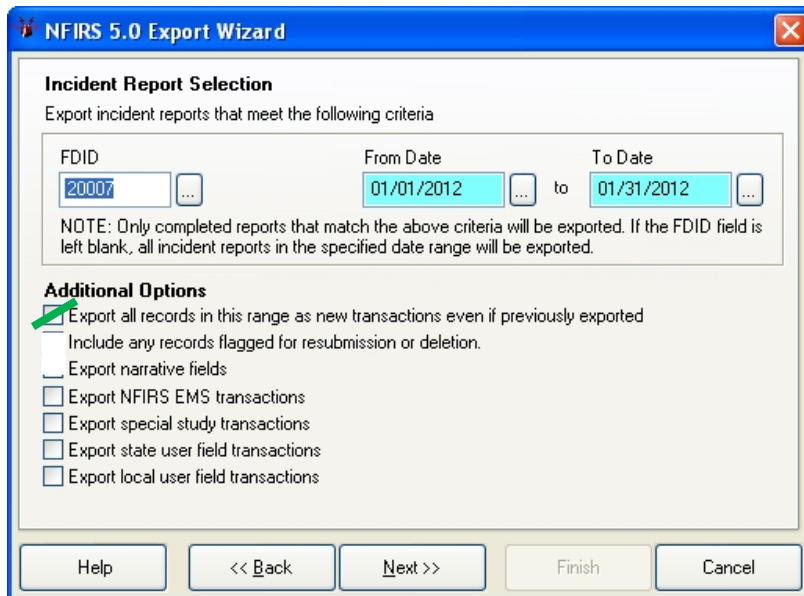 NFIRS 5.0 Export Wizard
Incident Report Selection
Export incident reports that meet the following criteria
FDID From Date To Date
20007 ... 01/01/2012 ... to 01/31/2012 ...
NOTE: Only completed reports that match the above criteria will be exported. If the FDID field is
left blank, all incident reports in the specified date range will be exported.
Additional Options
Export all records in this range as new transactions even if previously exported
Include any records flagged for resubmission or deletion.
Export narrative fields
Export NFIRS EMS transactions
Export special study transactions
Export state user field transactions
Export local user field transactions
Help << Back Next >> Finish Cancel